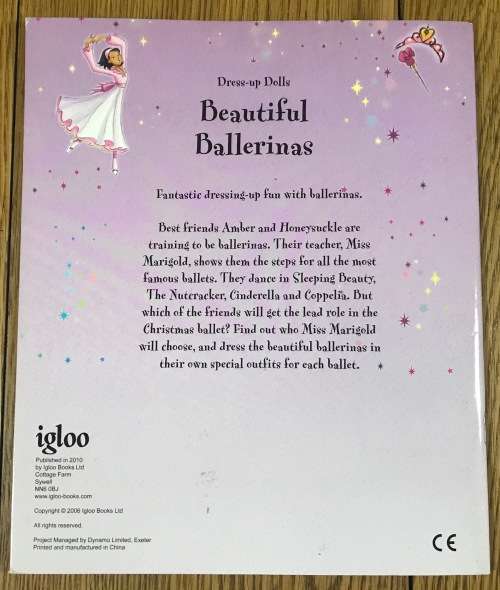 Dress-up Dolls
Beautiful
Ballerinas
Fantastic dressing-up fun with ballerinas.
Best friends Amber and Honeysuckle are
training to be ballerinas. Their teacher, Miss
Marigold, shows them the steps for all the most
famous ballets. They dance in Sleeping Beauty,
The Nutcracker, Cinderella and Coppelia. But
which of the friends will get the lead role in the
Christmas ballet? Find out who Miss Marigold
will choose, and dress the beautiful ballerinas in
their own special outfits for each ballet.
igloo
Published in 2010
by Igloo Books Ltd
Cottage Farm
Sywell
NN6 0BJ
www.igloo-books.com
Copyright © 2006 Igloo Books Ltd
All rights reserved.
Project Managed by Dynamo Limited, Exeter
Printed and manufactured in China
CE